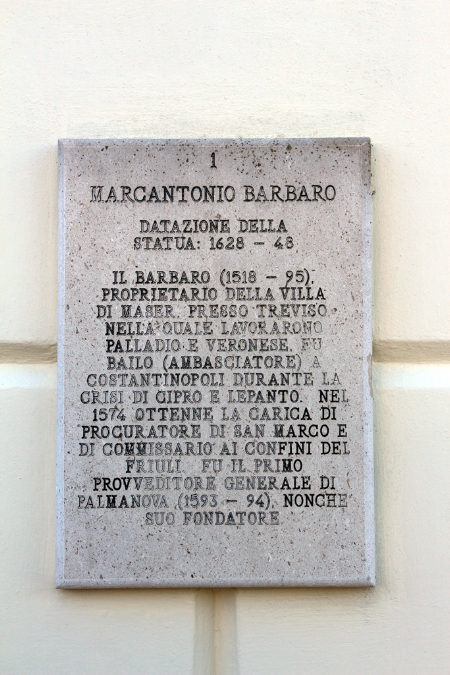 1
MARCANTONIO BARBARO
DATAZIONE DELLA
STATUA: 1628 - 48
IL BARBARO (1518 - 95),
PROPRIETARIO DELLA VILLA
DI MASER, PRESSO TREVISO
NELLA QUALE LAVORARONO
PALLADIO E VERONESE, FU
BAILO (AMBASCIATORE) A
COSTANTINOPOLI DURANTE LA
CRISI DI CIPRO E LEPANTO. NEL
1574 OTTENNE LA CARICA DI
PROCURATORE DI SAN MARCO E
DI COMMISSARIO AI CONFINI DEL
FRIULI. FU IL PRIMO
PROVVEDITORE GENERALE DI
PALMANOVA (1593 - 94), NONCHE'
SUO FONDATORE